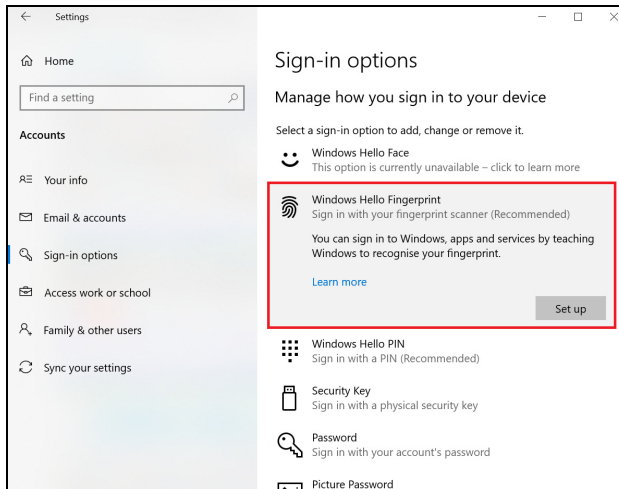 Settings
Home
Find a setting
Accounts
Your info
Email & accounts
Sign-in options
Access work or school
Family & other users
Sync your settings
Sign-in options
Manage how you sign in to your device
Select a sign-in option to add, change or remove it.
Windows Hello Face
This option is currently unavailable – click to learn more
Windows Hello Fingerprint
Sign in with your fingerprint scanner (Recommended)
You can sign in to Windows, apps and services by teaching
Windows to recognise your fingerprint.
Learn more
Set up
Windows Hello PIN
Sign in with a PIN (Recommended)
Security Key
Sign in with a physical security key
Password
Sign in with your account's password
Picture Password